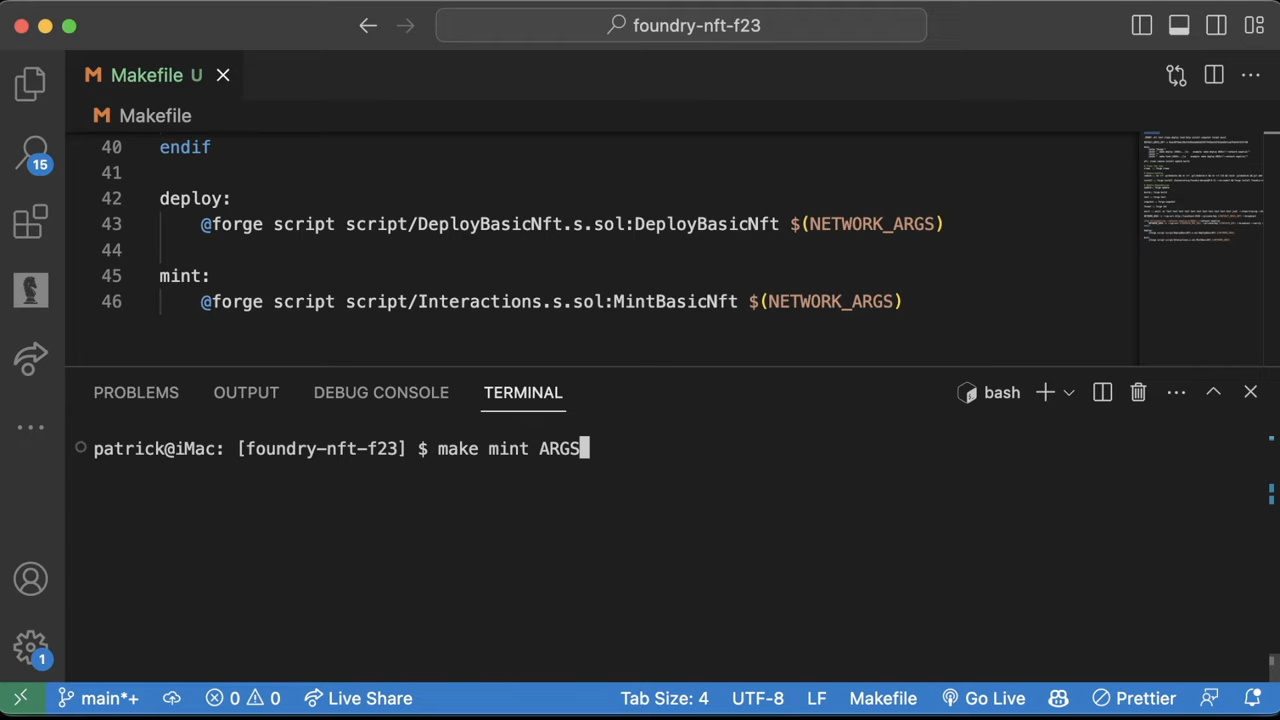 foundry-nft-f23
Makefile U
Makefile
15
40 endif
41
42 deploy:
43 @forge script script/DeployBasicNft.s.sol:DeployBasicNft $(NETWORK_ARGS)
44
45 mint:
46 @forge script script/Interactions.s.sol:MintBasicNft $(NETWORK_ARGS)
PROBLEMS OUTPUT DEBUG CONSOLE TERMINAL bash
patrick@iMac: [foundry-nft-f23] $ make mint ARGS
1
main*+ 0 0 Live Share Tab Size: 4 UTF-8 LF Makefile Go Live Prettier